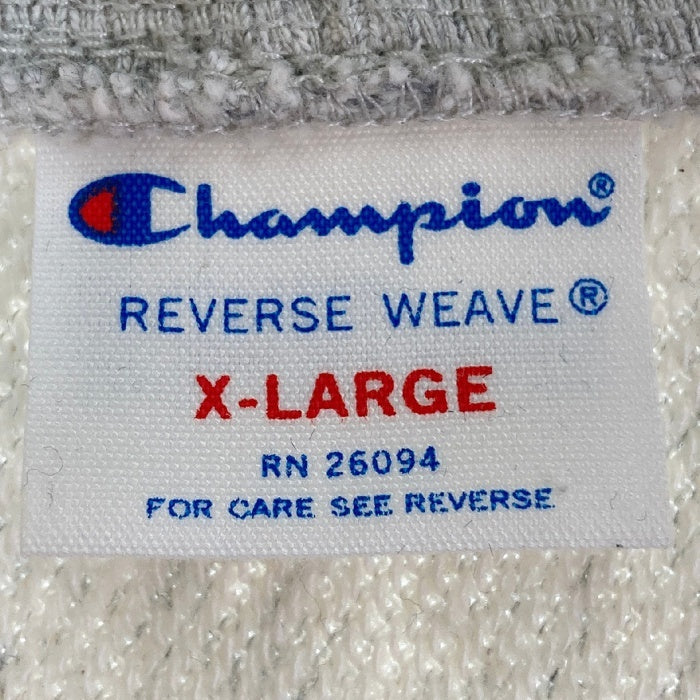 Champion®
REVERSE WEAVE®
X-LARGE
RN 26094
FOR CARE SEE REVERSE